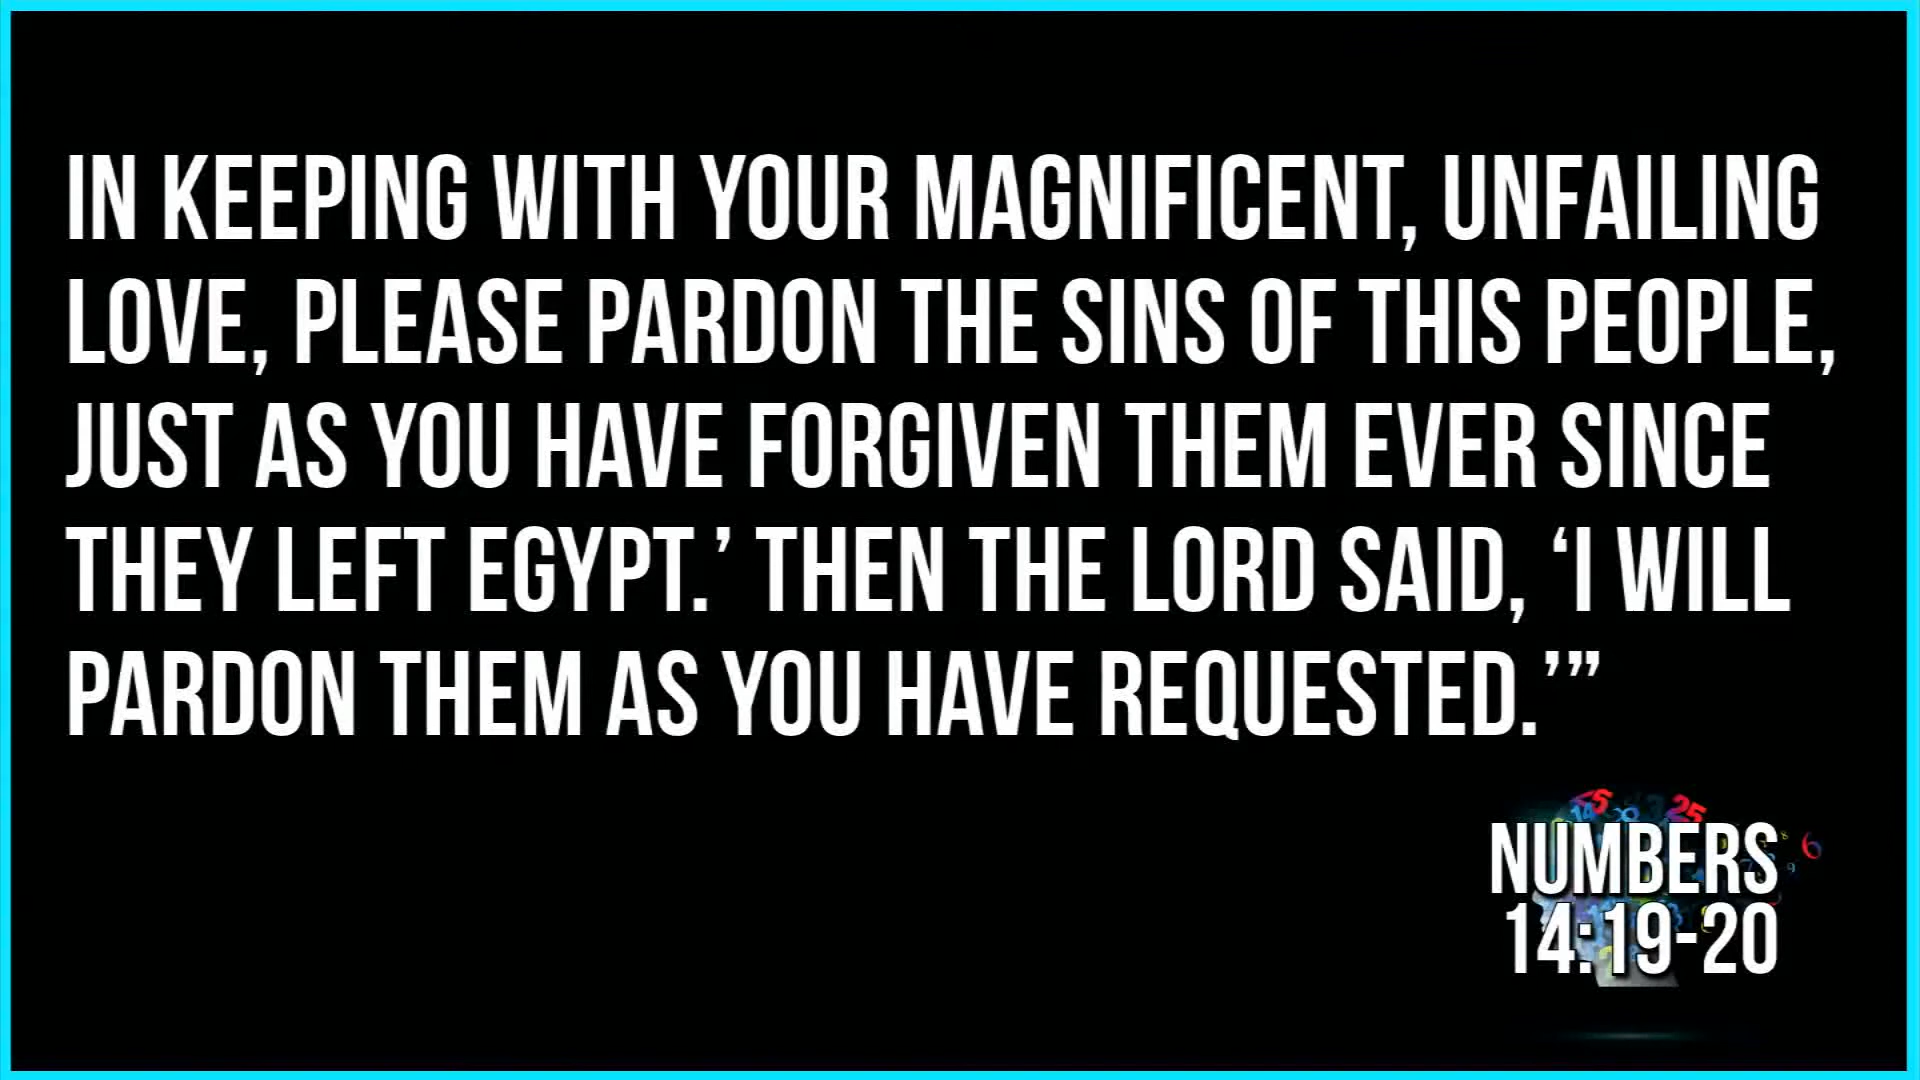 IN KEEPING WITH YOUR MAGNIFICENT, UNFAILING
LOVE, PLEASE PARDON THE SINS OF THIS PEOPLE,
JUST AS YOU HAVE FORGIVEN THEM EVER SINCE
THEY LEFT EGYPT.’ THEN THE LORD SAID, ‘I WILL
PARDON THEM AS YOU HAVE REQUESTED.’”
NUMBERS
14:19-20